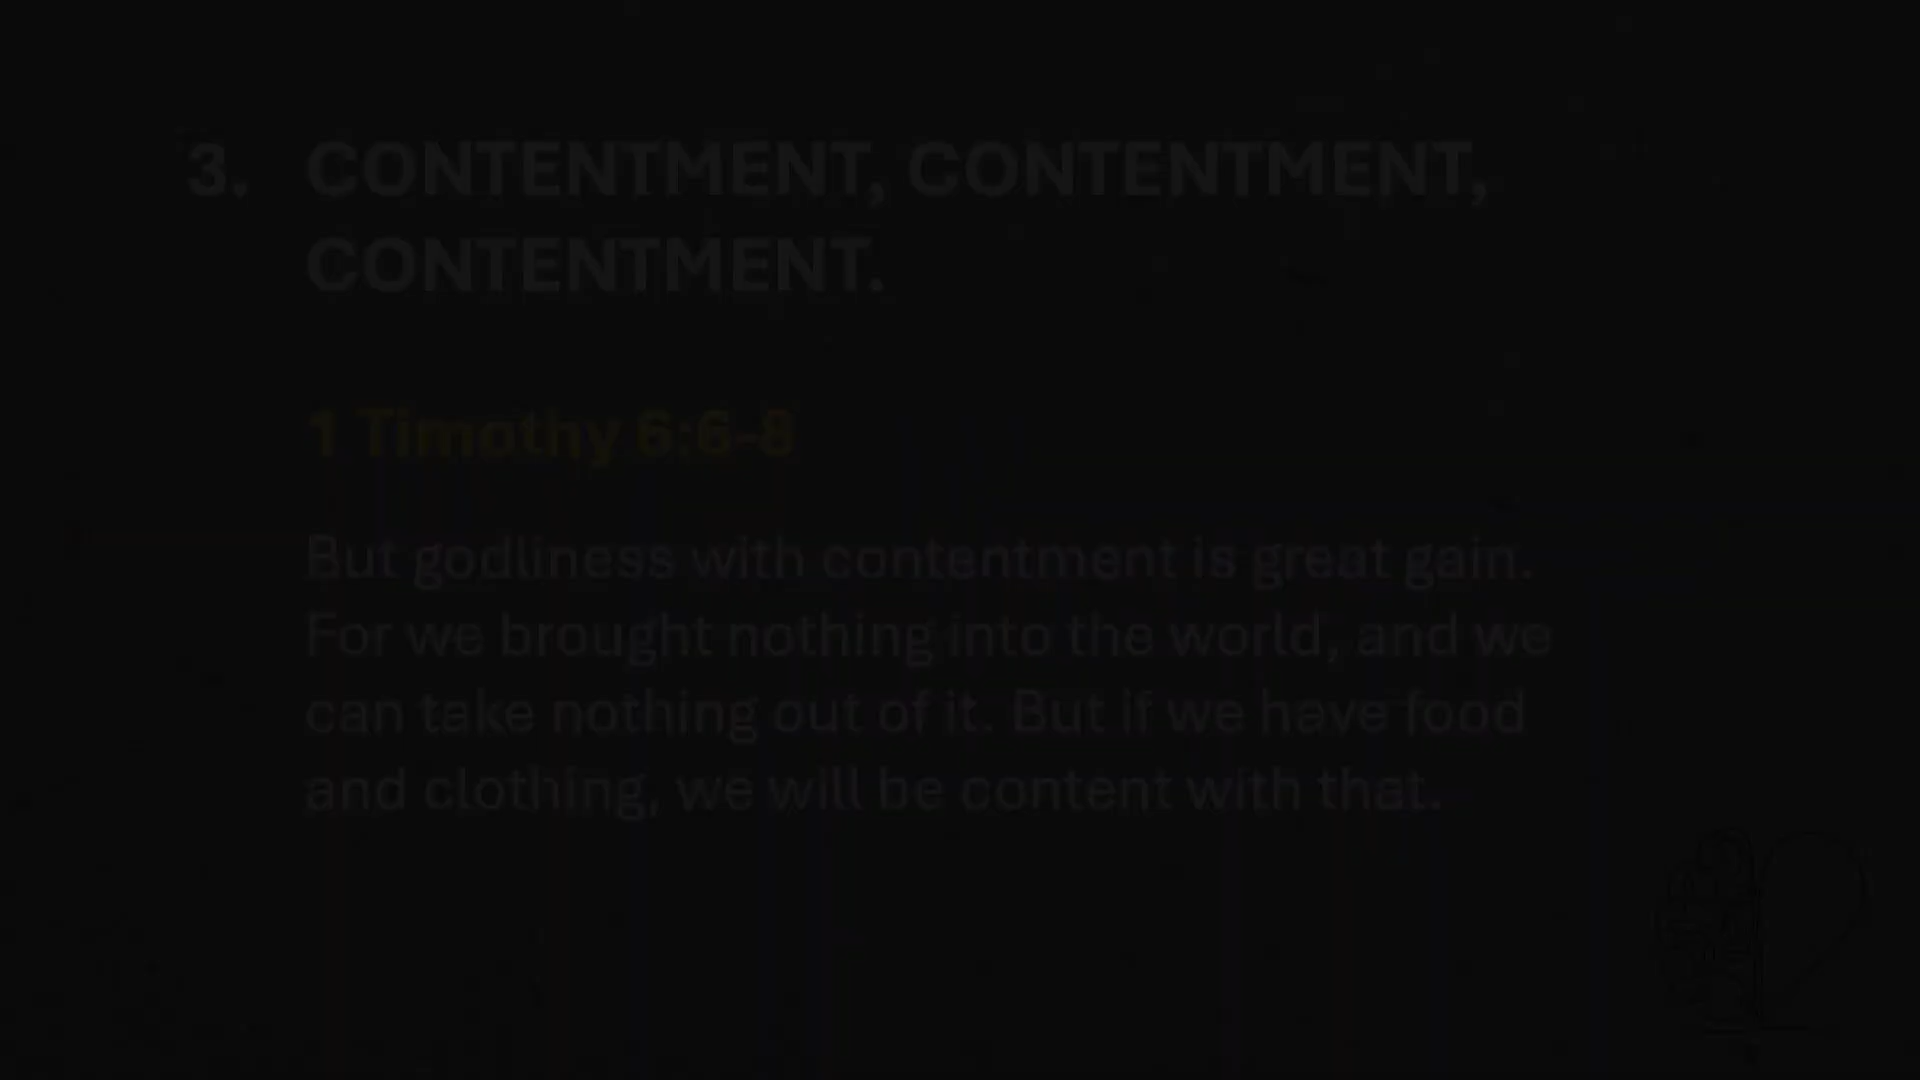 3. CONTENTMENT, CONTENTMENT,
CONTENTMENT.
1 Timothy 6:6-8
But godliness with contentment is great gain.
For we brought nothing into the world, and we
can take nothing out of it. But if we have food
and clothing, we will be content with that.